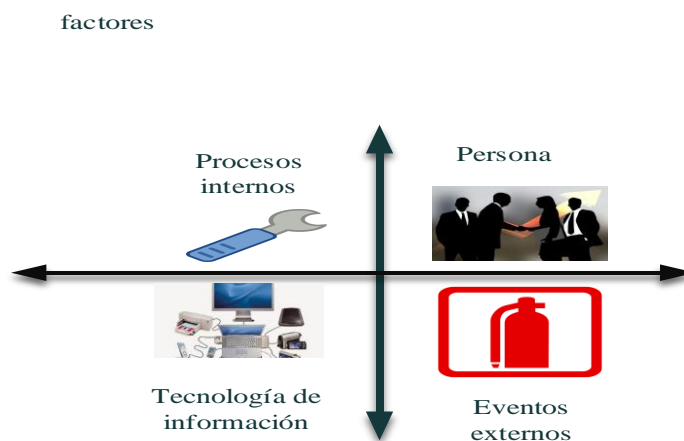 factores
Procesos
internos
Persona
Tecnología de
información
Eventos
externos